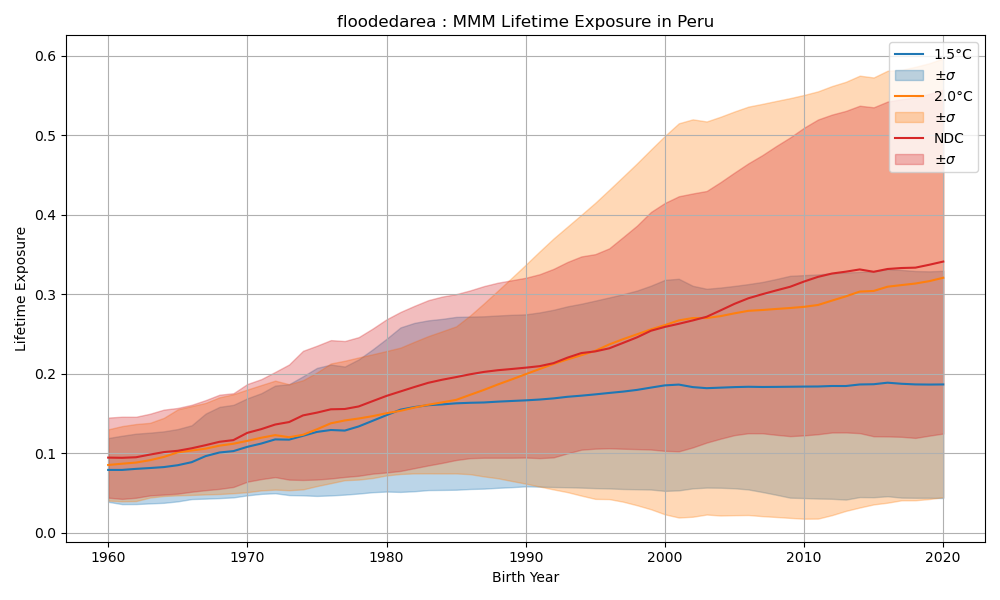 floodedarea : MMM Lifetime Exposure in Peru
Lifetime Exposure
0.6
0.5
0.4
0.3
0.2
0.1
0.0
1960
1970
1980
1990
2000
2010
2020
Birth Year
1.5°C
±σ
2.0°C
±σ
NDC
±σ